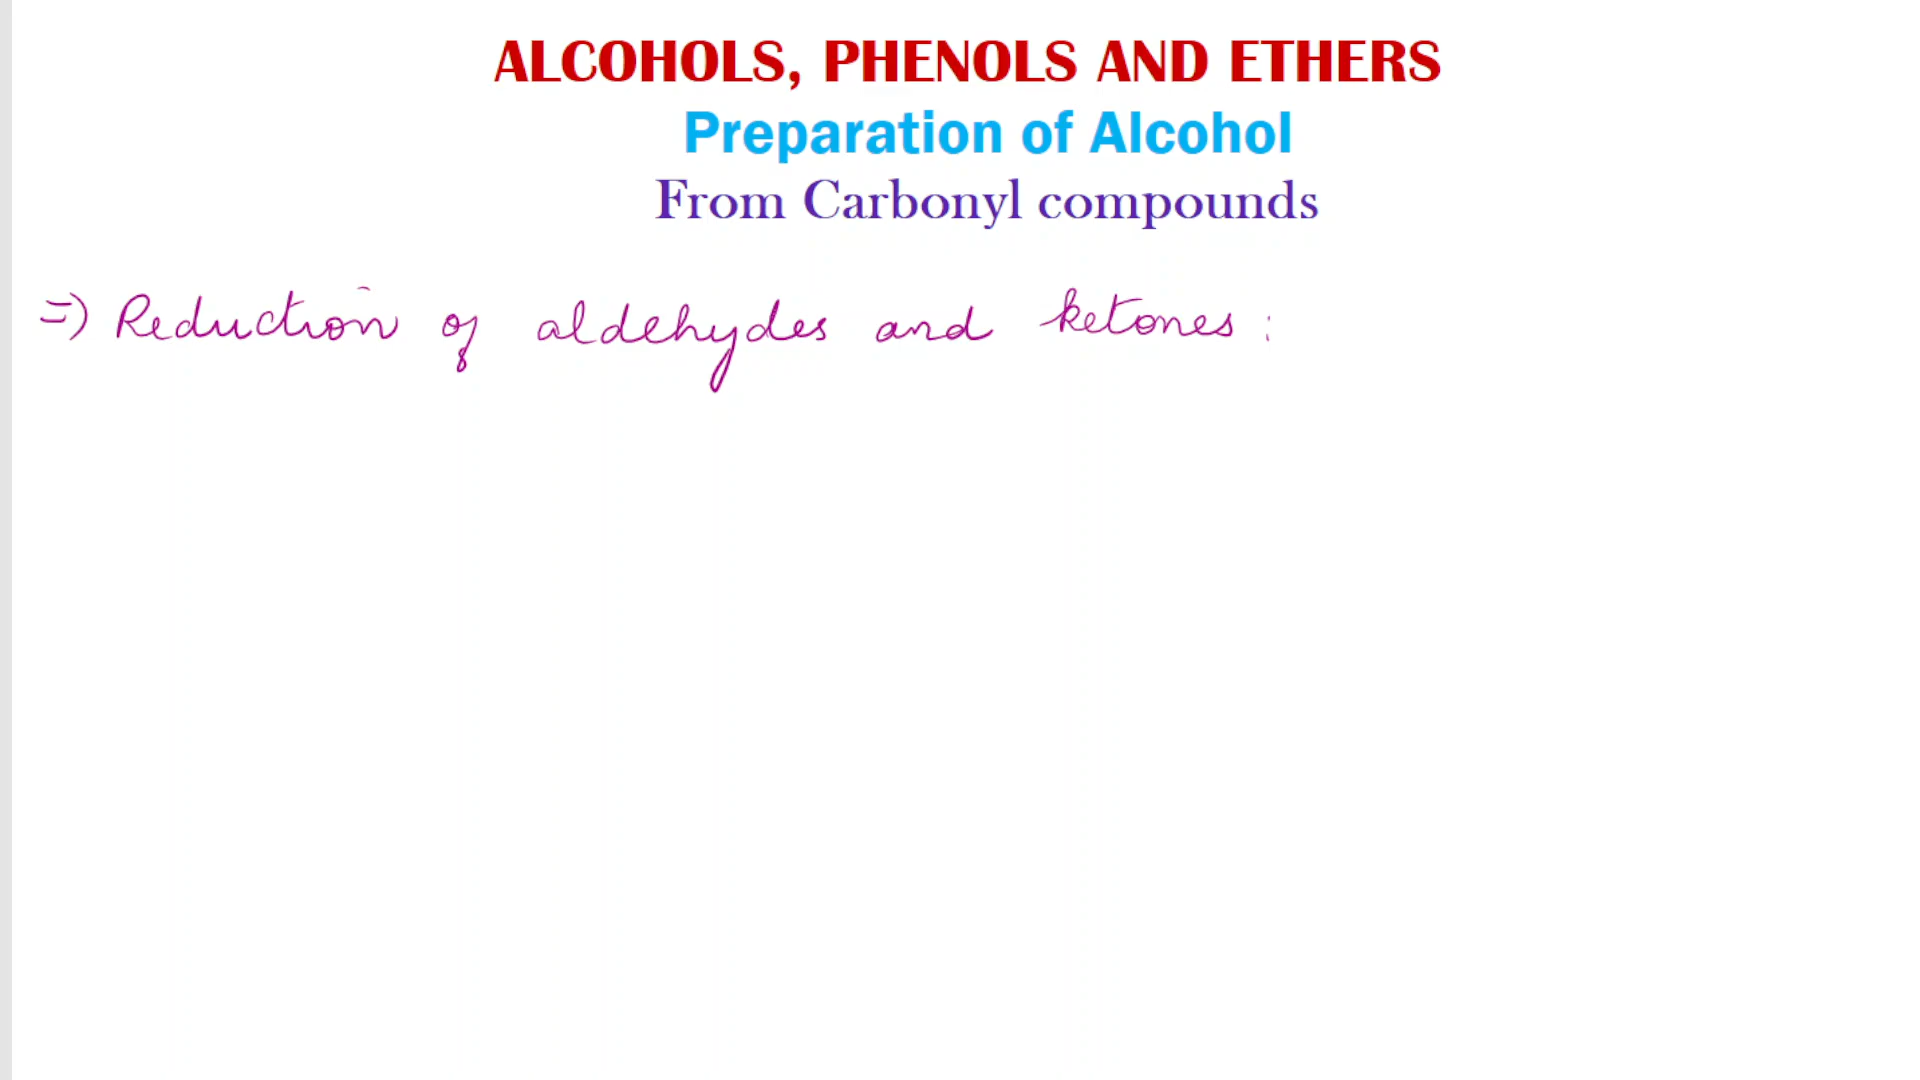 ALCOHOLS, PHENOLS AND ETHERS
Preparation of Alcohol
From Carbonyl compounds
=) Reduction of aldehydes and ketones :